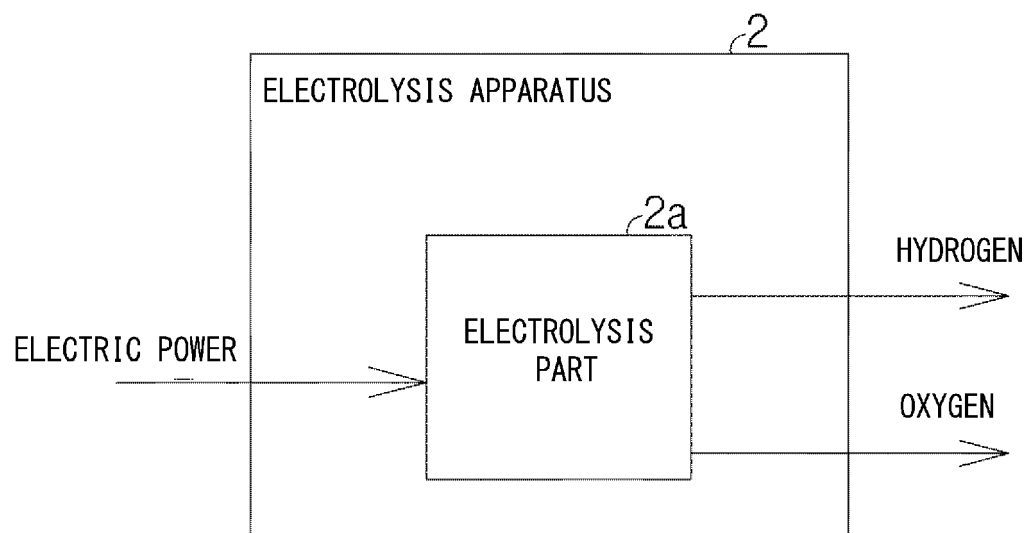 2
ELECTROLYSIS APPARATUS
2a
HYDROGEN
ELECTROLYSIS
PART
ELECTRIC POWER
OXYGEN